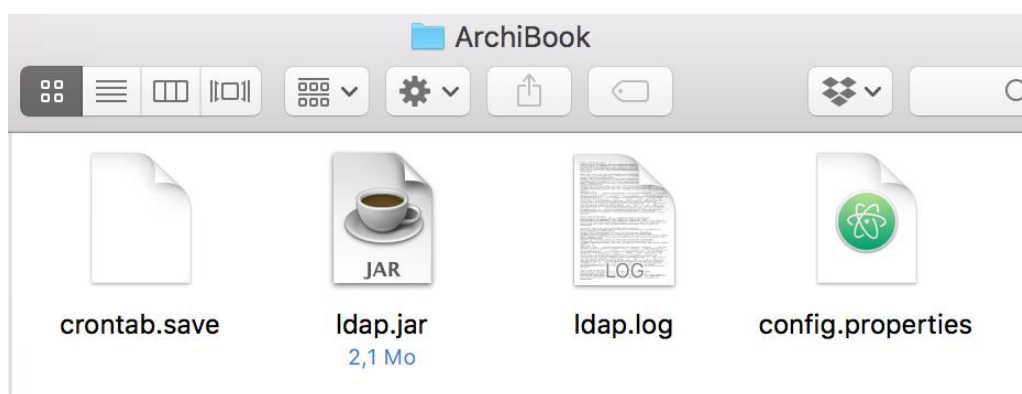 ArchiBook
JAR
LOG
crontab.save
ldap.jar
ldap.log
config.properties
2,1 Mo